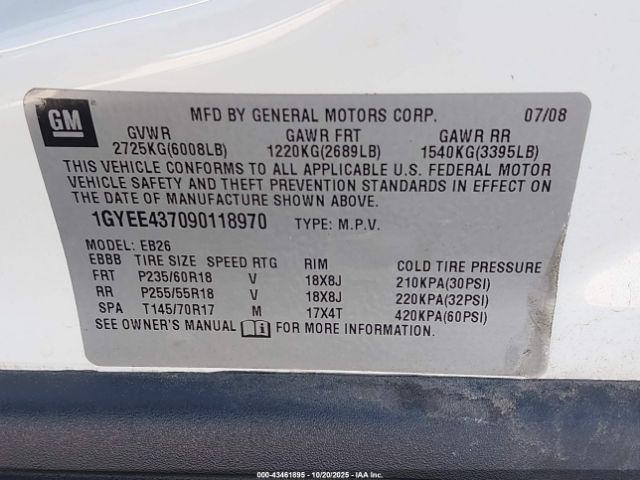 GM
MFD BY GENERAL MOTORS CORP. 07/08
GVWR GAWR FRT GAWR RR
2725KG(6008LB) 1220KG(2689LB) 1540KG(3395LB)
THIS VEHICLE CONFORMS TO ALL APPLICABLE U.S. FEDERAL MOTOR
VEHICLE SAFETY AND THEFT PREVENTION STANDARDS IN EFFECT ON
THE DATE OF MANUFACTURE SHOWN ABOVE.
1GYEE437090118970 TYPE: M.P.V.
MODEL: EB26
EBBB TIRE SIZE SPEED RTG RIM COLD TIRE PRESSURE
FRT P235/60R18 V 18X8J 210KPA(30PSI)
RR P255/55R18 V 18X8J 220KPA(32PSI)
SPA T145/70R17 M 17X4T 420KPA(60PSI)
SEE OWNER'S MANUAL FOR MORE INFORMATION.
000-43461895 - 10/20/2025 - IAAI.COM